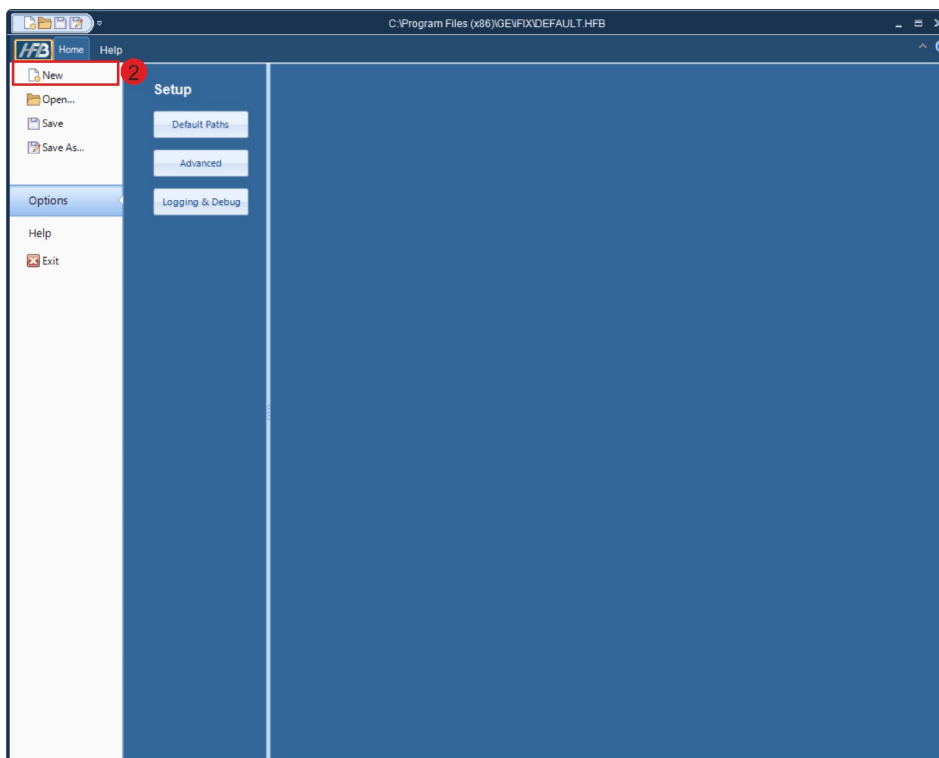 C:\Program Files (x86)\GE\iFIX\DEFAULT.HFB
HFB Home Help
New
2
Open...
Save
Save As...
Options
Help
Exit
Setup
Default Paths
Advanced
Logging & Debug